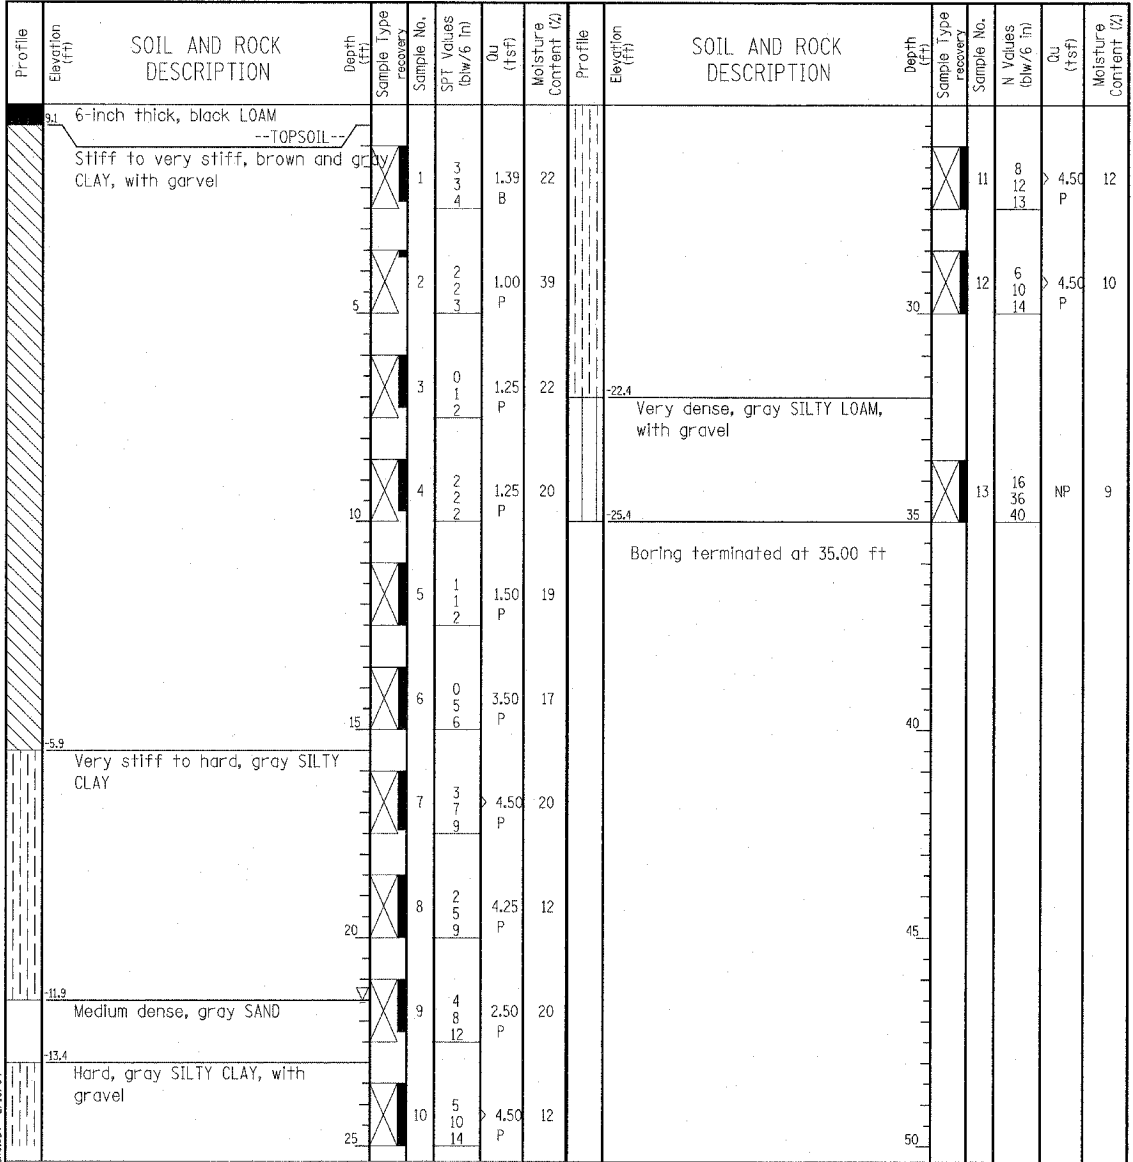 Profile
Elevation (ft)
SOIL AND ROCK
DESCRIPTION
Depth (ft)
Sample Type
recovery
Sample No.
SPT Values (blw/6 in)
Qu (tsf)
Moisture Content (%)
9.1 6-inch thick, black LOAM
--TOPSOIL--
Stiff to very stiff, brown and gray
CLAY, with garvel
1 3 3 4 1.39 B 22
2 2 2 3 1.00 P 39
5
3 0 1 2 1.25 P 22
4 2 2 2 1.25 P 20
10
5 1 1 2 1.50 P 19
6 0 5 6 3.50 P 17
15
-5.9
Very stiff to hard, gray SILTY
CLAY
7 3 7 9 > 4.50 P 20
8 2 5 9 4.25 P 12
20
-11.9
Medium dense, gray SAND
9 4 8 12 2.50 P 20
-13.4
Hard, gray SILTY CLAY, with
gravel
10 5 10 14 > 4.50 P 12
25
Profile
Elevation (ft)
SOIL AND ROCK
DESCRIPTION
Depth (ft)
Sample Type
recovery
Sample No.
N Values (blw/6 in)
Qu (tsf)
Moisture Content (%)
11 8 12 13 > 4.50 P 12
12 6 10 14 > 4.50 P 10
30
-22.4
Very dense, gray SILTY LOAM,
with gravel
13 16 36 40 NP 9
35
-25.4
Boring terminated at 35.00 ft
40
45
50